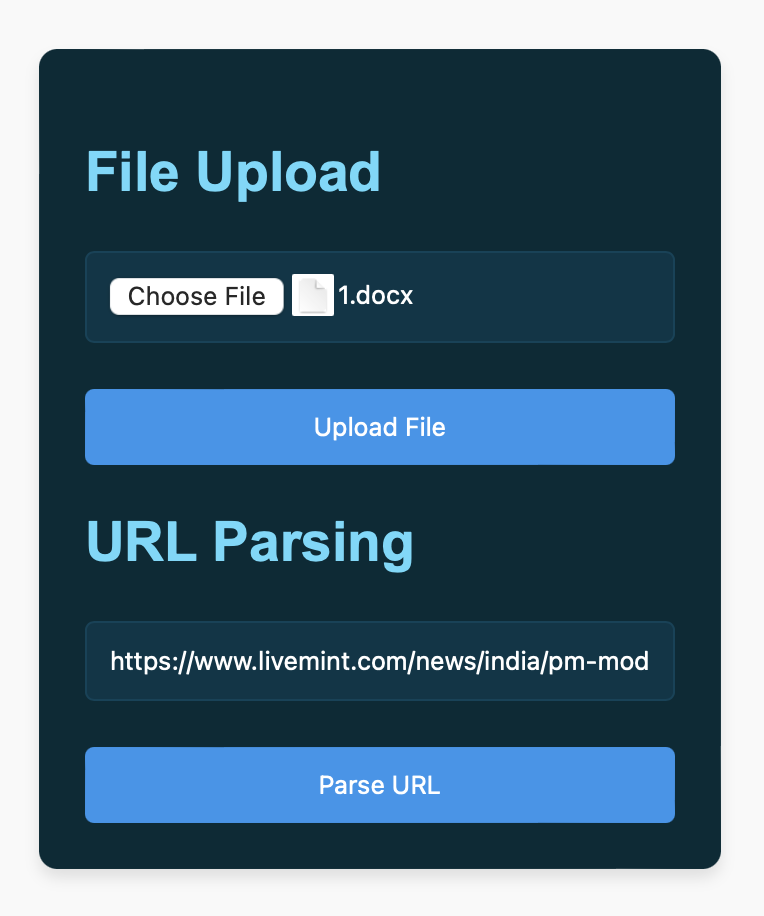 File Upload
Choose File 1.docx
Upload File
URL Parsing
https://www.livemint.com/news/india/pm-mod
Parse URL